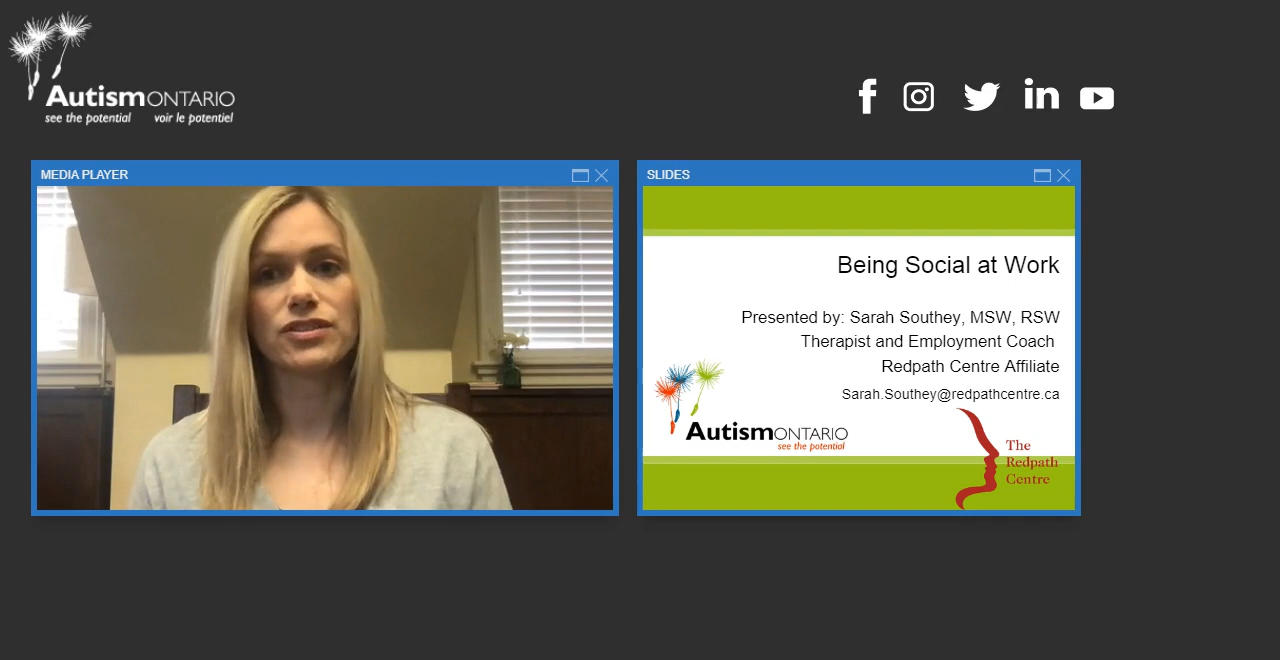 Autism ONTARIO
see the potential voir le potentiel
MEDIA PLAYER
SLIDES
Being Social at Work
Presented by: Sarah Southey, MSW, RSW
Therapist and Employment Coach
Redpath Centre Affiliate
Sarah.Southey@redpathcentre.ca
Autism ONTARIO
see the potential
The
Redpath
Centre